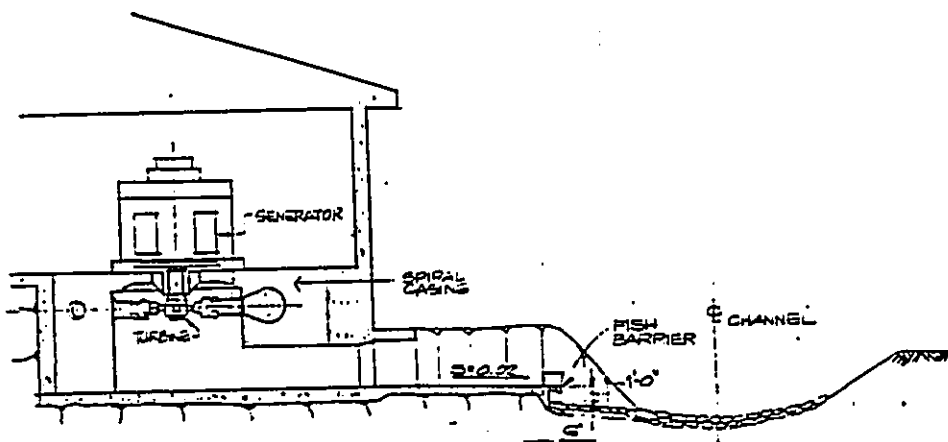 GENERATOR
SPIRAL
CASING
TURBINE
FISH
BARRIER
℄ CHANNEL
1'-0"